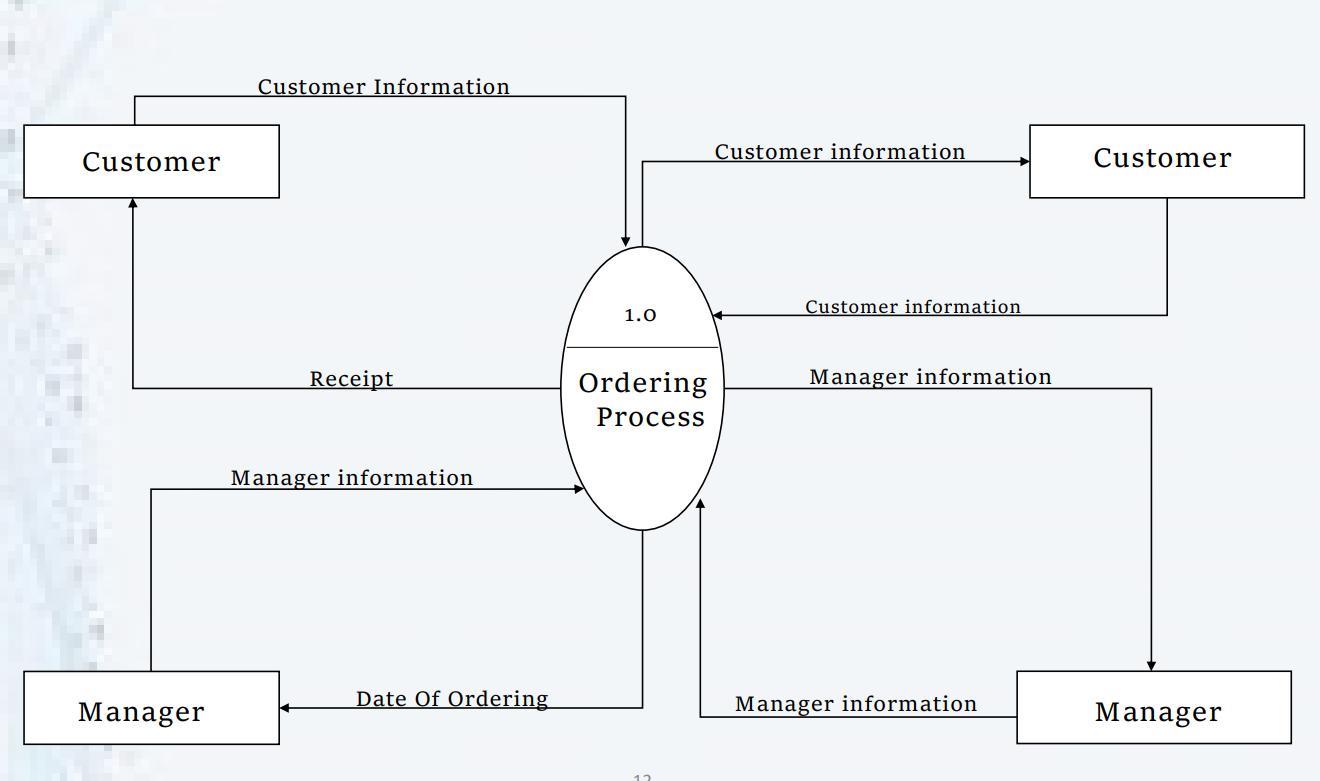 Customer Information
Customer
Customer information
Customer
1.0
Customer information
Ordering
Process
Receipt
Manager information
Manager information
Manager
Date Of Ordering
Manager information
Manager
12